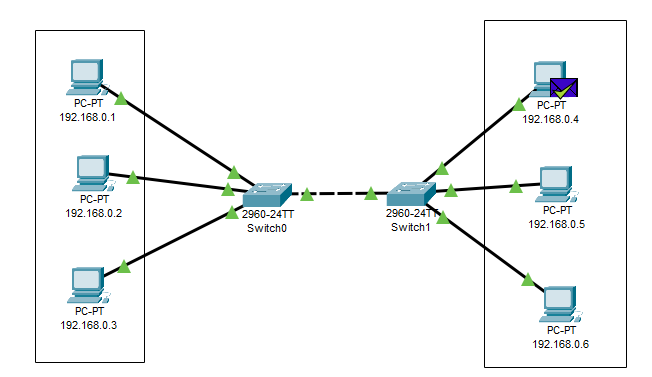 PC-PT
192.168.0.1
PC-PT
192.168.0.2
PC-PT
192.168.0.3
2960-24TT
Switch0
2960-24TT
Switch1
PC-PT
192.168.0.4
PC-PT
192.168.0.5
PC-PT
192.168.0.6